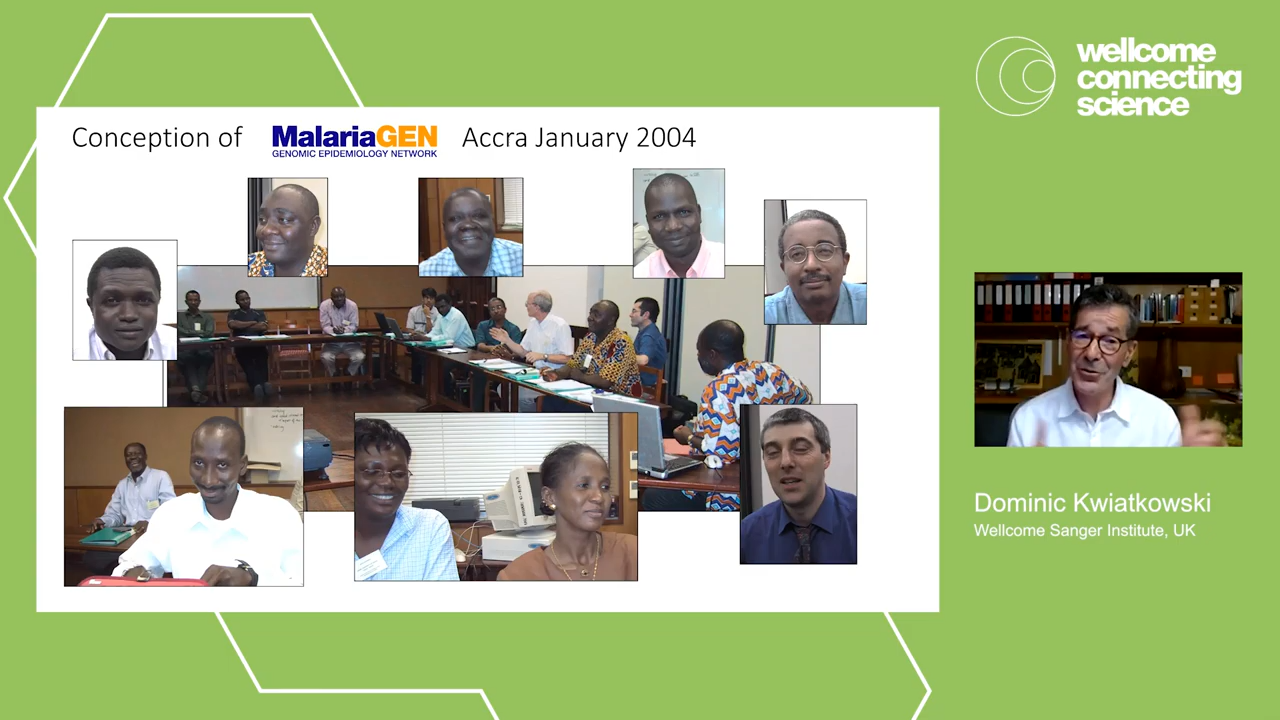 wellcome
connecting
science
Conception of MalariaGEN Accra January 2004
GENOMIC EPIDEMIOLOGY NETWORK
Dominic Kwiatkowski
Wellcome Sanger Institute, UK